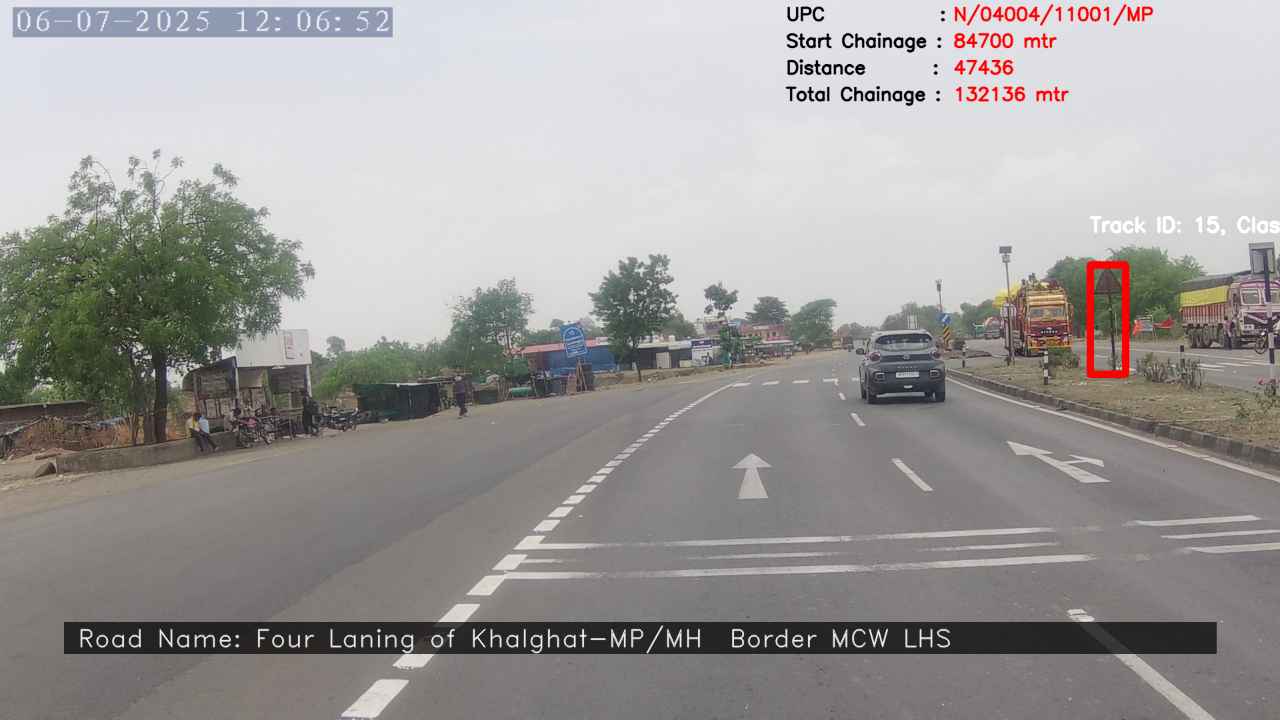 06-07-2025 12:06:52
UPC : N/04004/11001/MP
Start Chainage : 84700 mtr
Distance : 47436
Total Chainage : 132136 mtr
Track ID: 15, Clas
Road Name: Four Laning of Khalghat-MP/MH Border MCW LHS